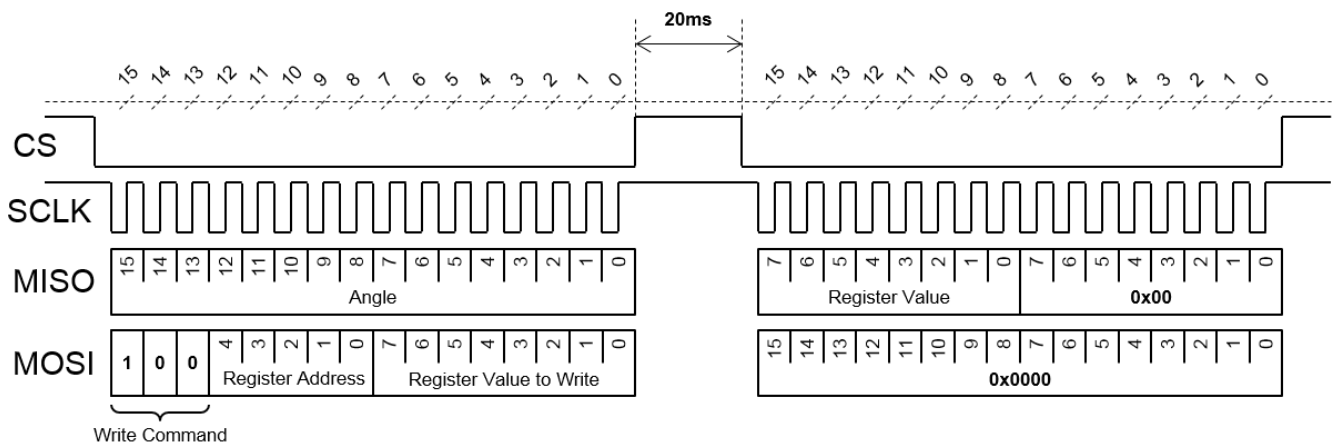 20ms
15 14 13 12 11 10 9 8 7 6 5 4 3 2 1 0 15 14 13 12 11 10 9 8 7 6 5 4 3 2 1 0
CS
SCLK
MISO
15 14 13 12 11 10 9 8 7 6 5 4 3 2 1 0 7 6 5 4 3 2 1 0 7 6 5 4 3 2 1 0
Angle Register Value 0x00
MOSI
1 0 0 4 3 2 1 0 7 6 5 4 3 2 1 0 15 14 13 12 11 10 9 8 7 6 5 4 3 2 1 0
Register Address Register Value to Write 0x0000
Write Command